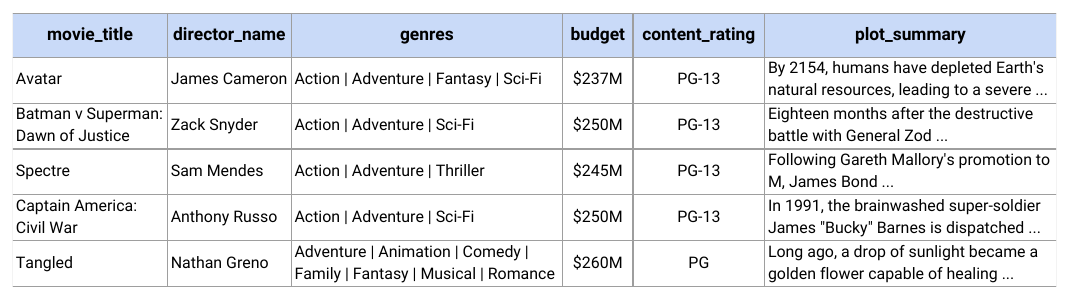 movie_title director_name genres budget content_rating plot_summary
Avatar James Cameron Action | Adventure | Fantasy | Sci-Fi $237M PG-13 By 2154, humans have depleted Earth's
natural resources, leading to a severe ...
Batman v Superman:
Dawn of Justice Zack Snyder Action | Adventure | Sci-Fi $250M PG-13 Eighteen months after the destructive
battle with General Zod ...
Spectre Sam Mendes Action | Adventure | Thriller $245M PG-13 Following Gareth Mallory's promotion to
M, James Bond ...
Captain America:
Civil War Anthony Russo Action | Adventure | Sci-Fi $250M PG-13 In 1991, the brainwashed super-soldier
James "Bucky" Barnes is dispatched ...
Tangled Nathan Greno Adventure | Animation | Comedy |
Family | Fantasy | Musical | Romance $260M PG Long ago, a drop of sunlight became a
golden flower capable of healing ...